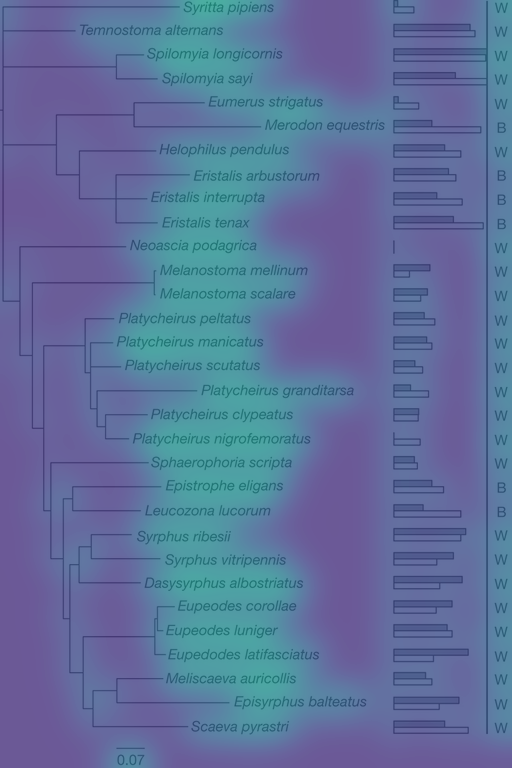 Syritta pipiens W
Temnostoma alternans W
Spilomyia longicornis W
Spilomyia sayi W
Eumerus strigatus W
Merodon equestris B
Helophilus pendulus W
Eristalis arbustorum B
Eristalis interrupta B
Eristalis tenax B
Neoascia podagrica W
Melanostoma mellinum W
Melanostoma scalare W
Platycheirus peltatus W
Platycheirus manicatus W
Platycheirus scutatus W
Platycheirus granditarsa W
Platycheirus clypeatus W
Platycheirus nigrofemoratus W
Sphaerophoria scripta W
Epistrophe eligans B
Leucozona lucorum B
Syrphus ribesii W
Syrphus vitripennis W
Dasysyrphus albostriatus W
Eupeodes corollae W
Eupeodes luniger W
Eupedodes latifasciatus W
Meliscaeva auricollis W
Episyrphus balteatus W
Scaeva pyrastri W
0.07